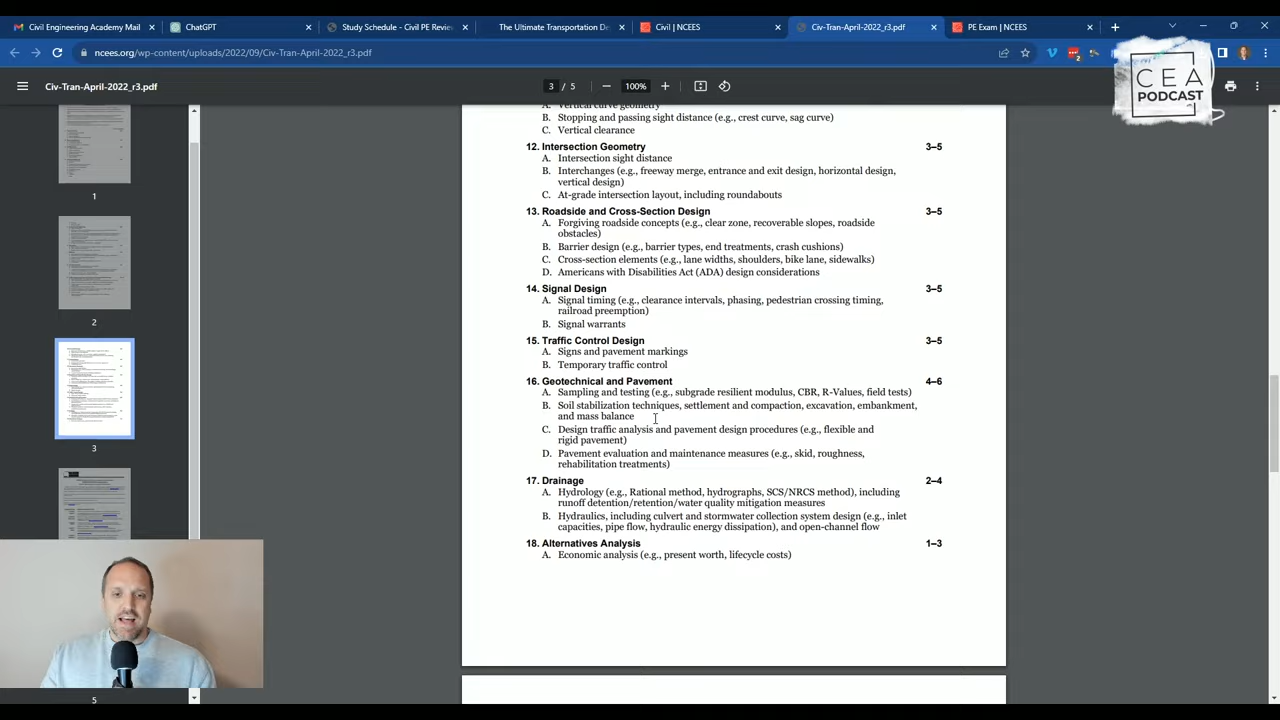 Civil Engineering Academy Mail
ChatGPT
Study Schedule - Civil PE Review
The Ultimate Transportation De
Civil | NCEES
Civ-Tran-April-2022_r3.pdf
PE Exam | NCEES
ncees.org/wp-content/uploads/2022/09/Civ-Tran-April-2022_r3.pdf
Civ-Tran-April-2022_r3.pdf
3 / 5
100%
CEA
PODCAST
1
2
3
5
A. Vertical curve geometry
B. Stopping and passing sight distance (e.g., crest curve, sag curve)
C. Vertical clearance
12. Intersection Geometry 3–5
A. Intersection sight distance
B. Interchanges (e.g., freeway merge, entrance and exit design, horizontal design,
vertical design)
C. At-grade intersection layout, including roundabouts
13. Roadside and Cross-Section Design 3–5
A. Forgiving roadside concepts (e.g., clear zone, recoverable slopes, roadside
obstacles)
B. Barrier design (e.g., barrier types, end treatments, crash cushions)
C. Cross-section elements (e.g., lane widths, shoulders, bike lane, sidewalks)
D. Americans with Disabilities Act (ADA) design considerations
14. Signal Design 3–5
A. Signal timing (e.g., clearance intervals, phasing, pedestrian crossing timing,
railroad preemption)
B. Signal warrants
15. Traffic Control Design 3–5
A. Signs and pavement markings
B. Temporary traffic control
16. Geotechnical and Pavement 4–6
A. Sampling and testing (e.g., subgrade resilient modulus, CBR, R-Values, field tests)
B. Soil stabilization techniques, settlement and compaction, excavation, embankment,
and mass balance
C. Design traffic analysis and pavement design procedures (e.g., flexible and
rigid pavement)
D. Pavement evaluation and maintenance measures (e.g., skid, roughness,
rehabilitation treatments)
17. Drainage 2–4
A. Hydrology (e.g., Rational method, hydrographs, SCS/NRCS method), including
runoff detention/retention/water quality mitigation measures
B. Hydraulics, including culvert and stormwater collection system design (e.g., inlet
capacities, pipe flow, hydraulic energy dissipation), and open-channel flow
18. Alternatives Analysis 1–3
A. Economic analysis (e.g., present worth, lifecycle costs)